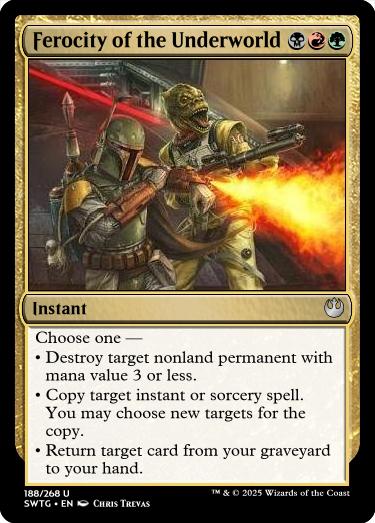 Ferocity of the Underworld
Instant
Choose one —
• Destroy target nonland permanent with
mana value 3 or less.
• Copy target instant or sorcery spell.
You may choose new targets for the
copy.
• Return target card from your graveyard
to your hand.
188/268 U
SWTG • EN Chris Trevas
™ & © 2025 Wizards of the Coast